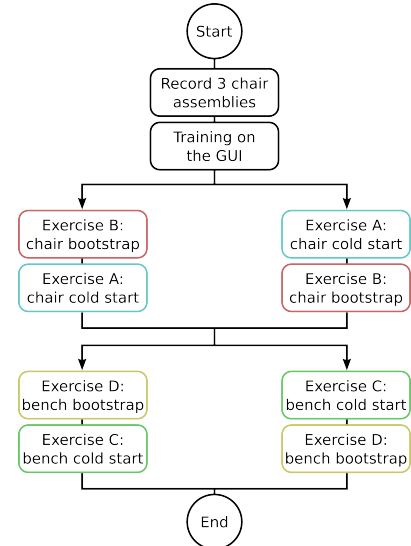 Start
Record 3 chair
assemblies
Training on
the GUI
Exercise B:
chair bootstrap
Exercise A:
chair cold start
Exercise A:
chair cold start
Exercise B:
chair bootstrap
Exercise D:
bench bootstrap
Exercise C:
bench cold start
Exercise C:
bench cold start
Exercise D:
bench bootstrap
End